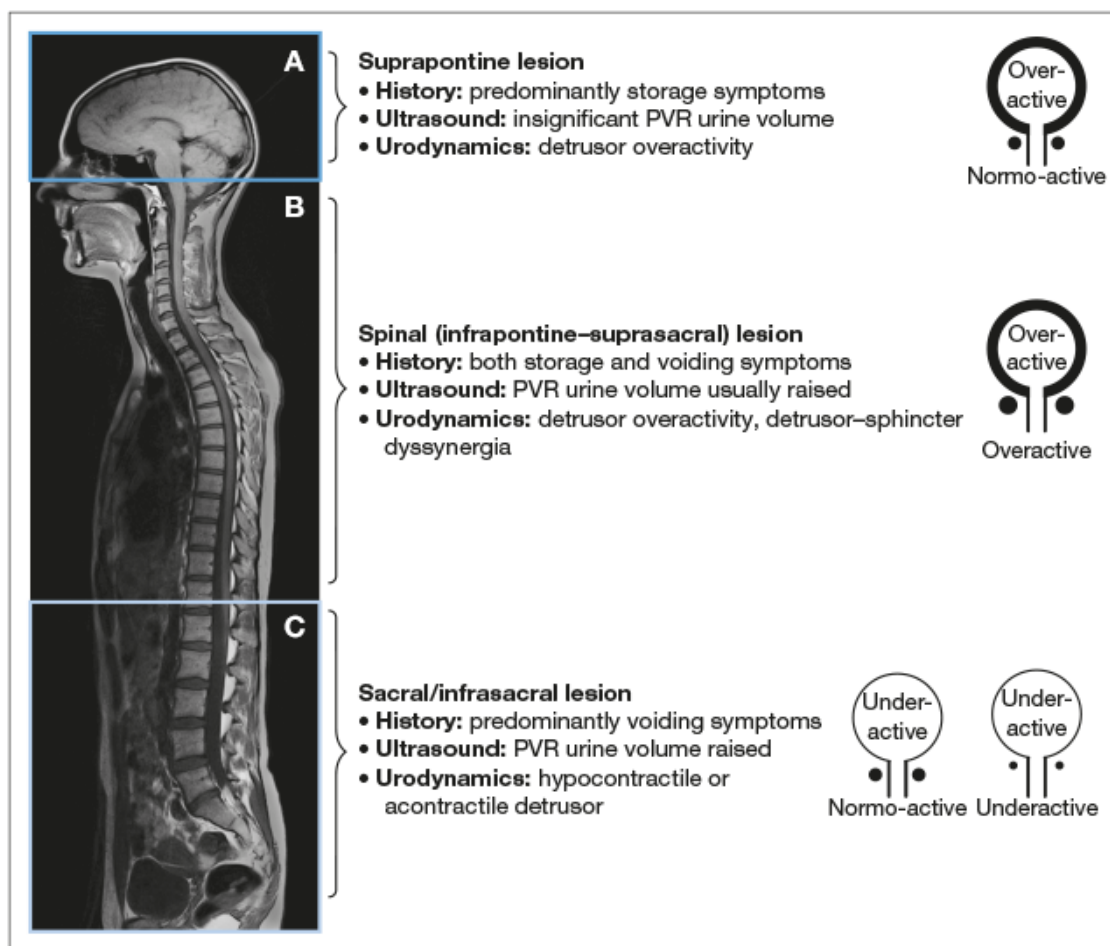 A
Suprapontine lesion
• History: predominantly storage symptoms
• Ultrasound: insignificant PVR urine volume
• Urodynamics: detrusor overactivity
Over-
active
Normo-active
B
Spinal (infrapontine–suprasacral) lesion
• History: both storage and voiding symptoms
• Ultrasound: PVR urine volume usually raised
• Urodynamics: detrusor overactivity, detrusor–sphincter
dyssynergia
Over-
active
Overactive
C
Sacral/infrasacral lesion
• History: predominantly voiding symptoms
• Ultrasound: PVR urine volume raised
• Urodynamics: hypocontractile or
acontractile detrusor
Under-
active
Normo-active
Under-
active
Underactive